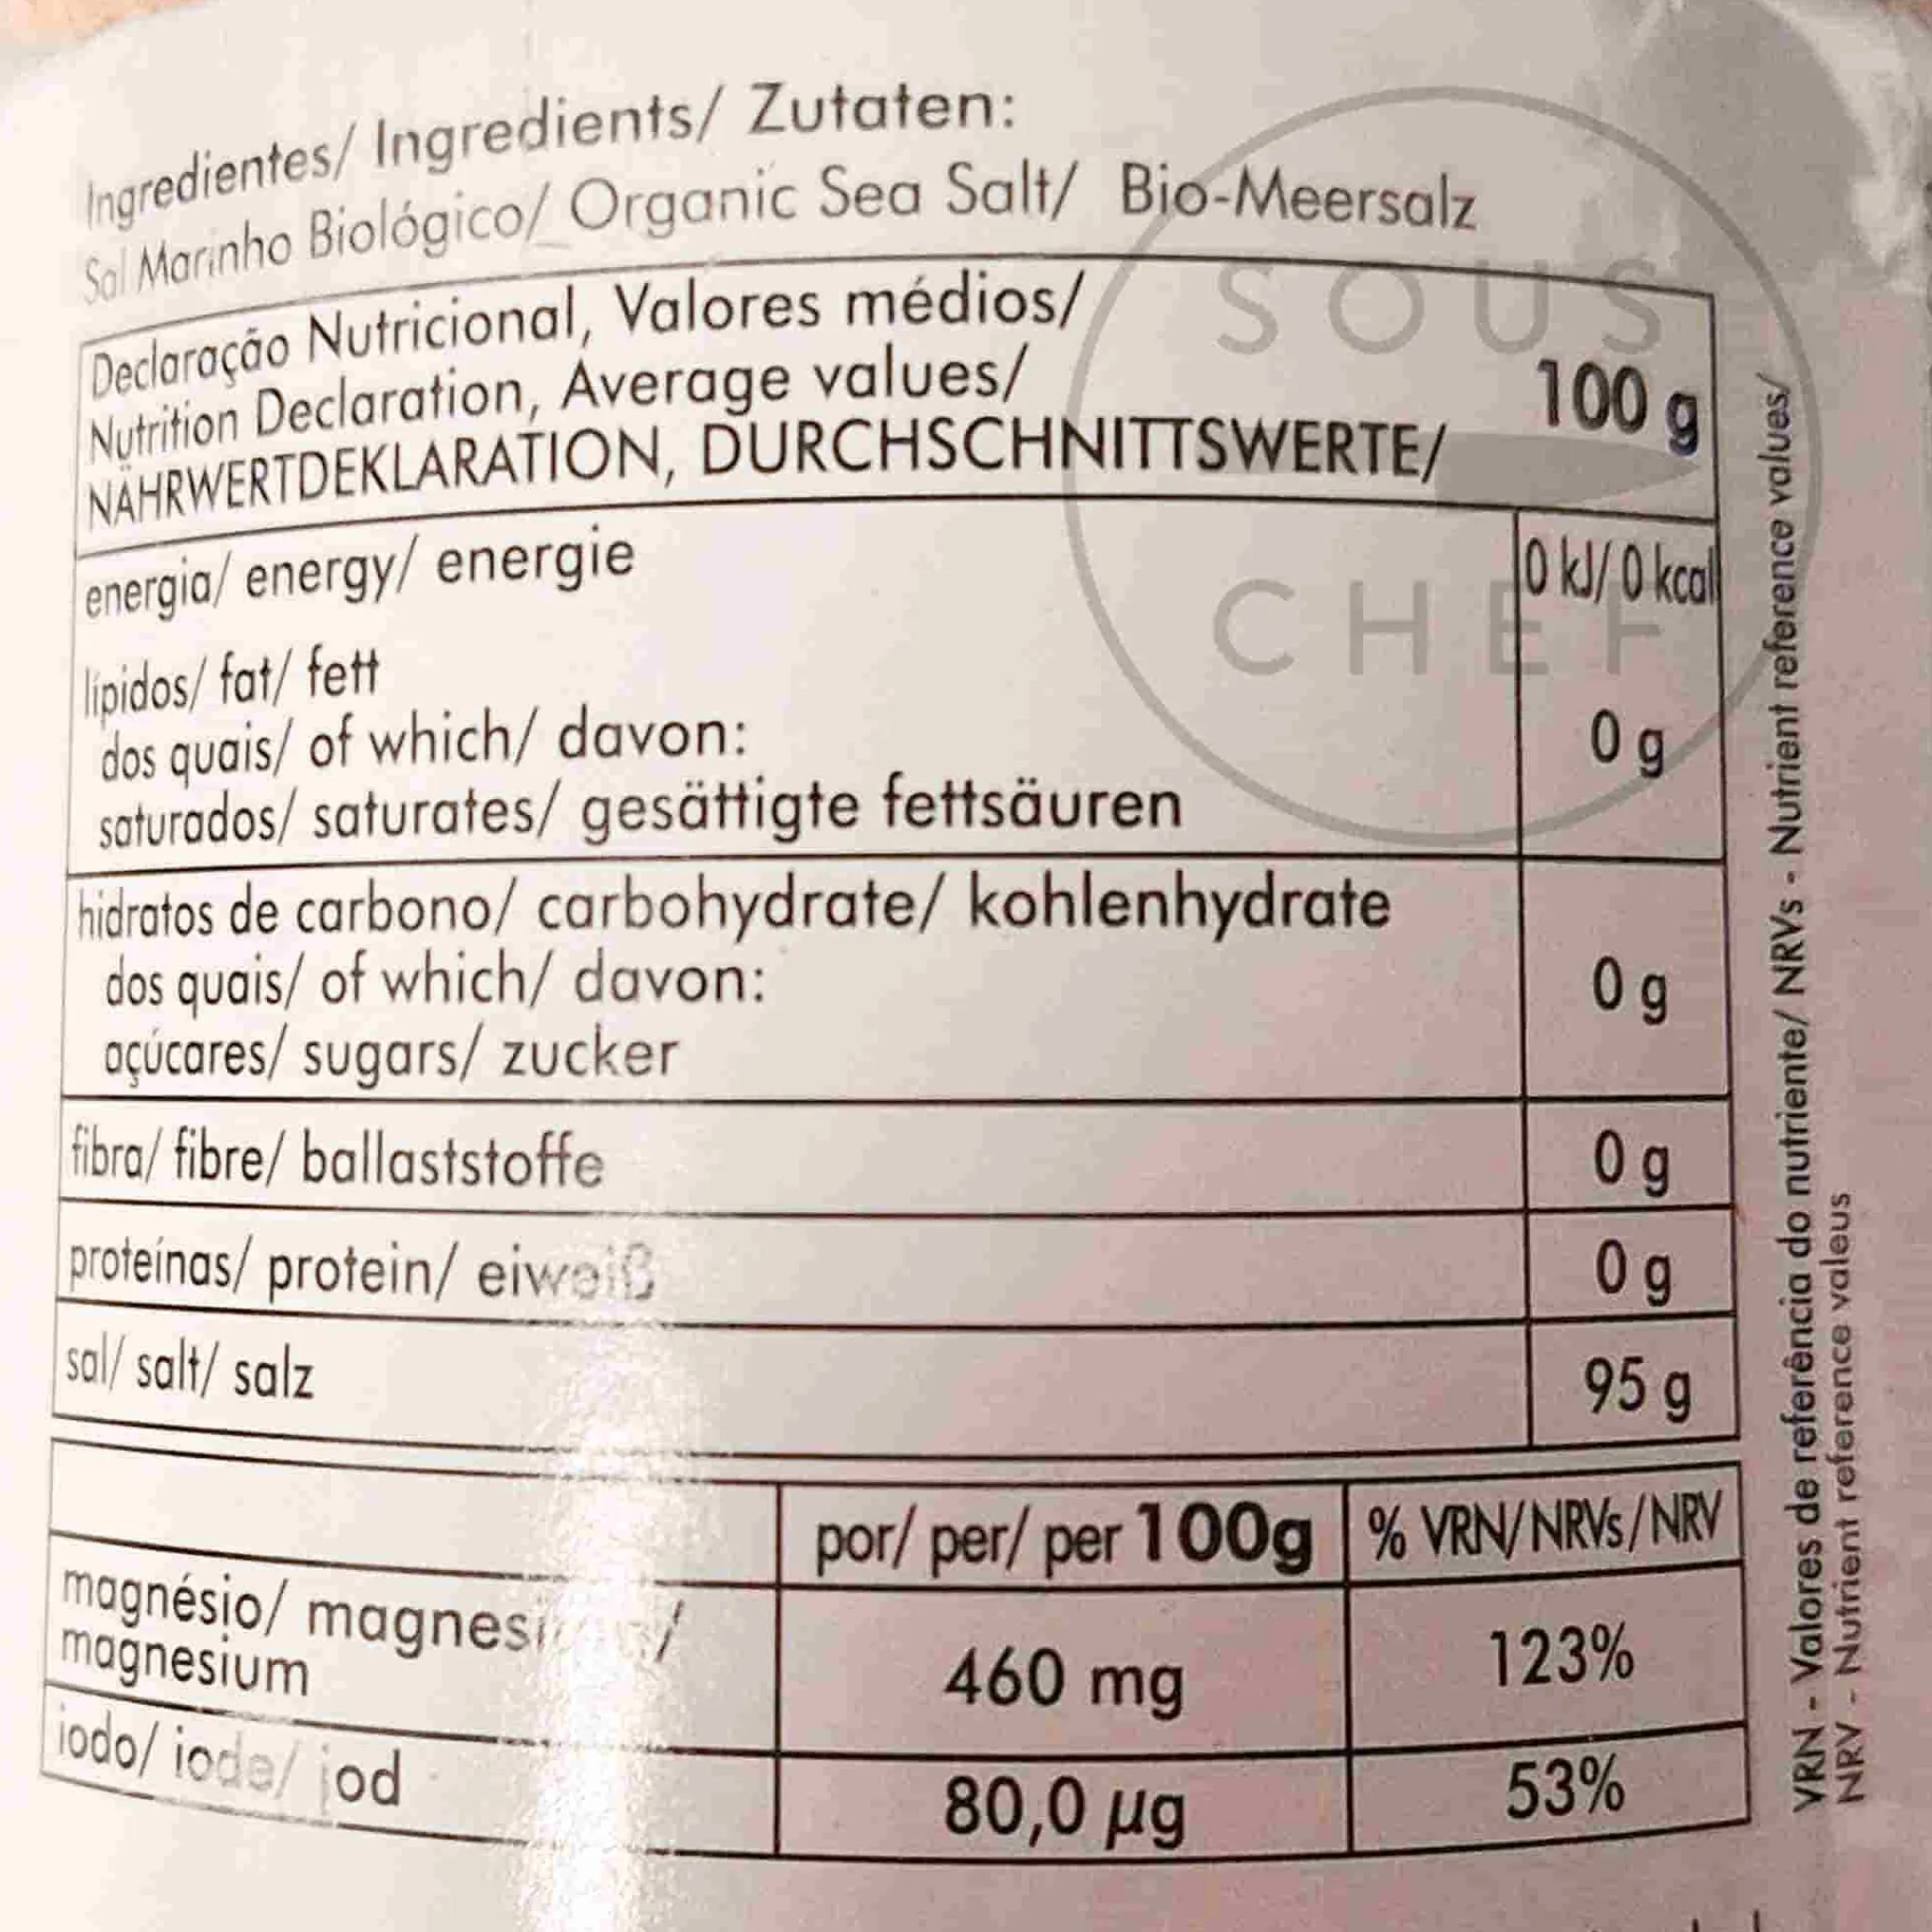 Ingredientes/ Ingredients/ Zutaten:
Sal Marinho Biológico/ Organic Sea Salt/ Bio-Meersalz
SOUS
CHEF
Declaração Nutricional, Valores médios/
Nutrition Declaration, Average values/
NÄHRWERTDEKLARATION, DURCHSCHNITTSWERTE/
100 g
energia/ energy/ energie 0 kJ/ 0 kcal
lípidos/ fat/ fett
dos quais/ of which/ davon: 0 g
saturados/ saturates/ gesättigte fettsäuren
hidratos de carbono/ carbohydrate/ kohlenhydrate
dos quais/ of which/ davon: 0 g
açúcares/ sugars/ zucker
fibra/ fibre/ ballaststoffe 0 g
proteínas/ protein/ eiweiß 0 g
sal/ salt/ salz 95 g
por/ per/ per 100g % VRN/NRVs/NRV
magnésio/ /
magnesium 460 mg 123%
iodo/ iode/ jod 80,0 µg 53%
VRN - Valores de referência do nutriente/ NRVs - Nutrient reference values/
NRV - Nutrient reference valeus